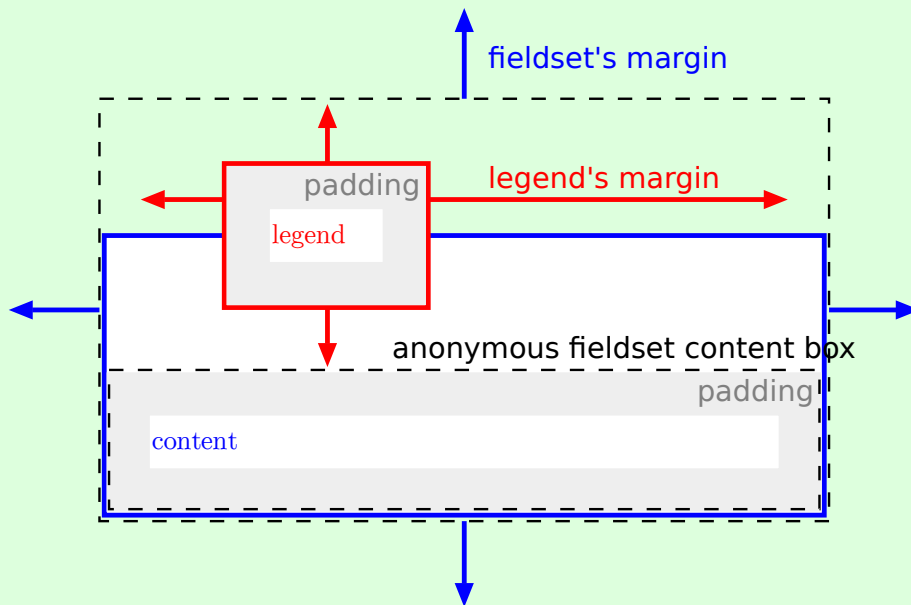 fieldset's margin
legend's margin
padding
legend
anonymous fieldset content box
padding
content